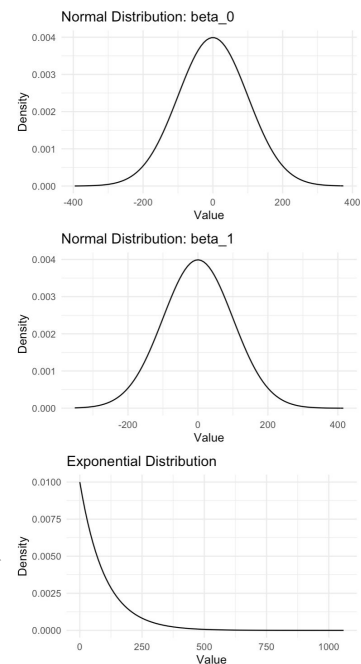 Normal Distribution: beta_0
0.004
0.003
0.002
0.001
0.000
Density
-400 -200 0 200 400
Value
Normal Distribution: beta_1
0.004
0.003
0.002
0.001
0.000
Density
-200 0 200 400
Value
Exponential Distribution
0.0100
0.0075
0.0050
0.0025
0.0000
Density
0 250 500 750 1000
Value